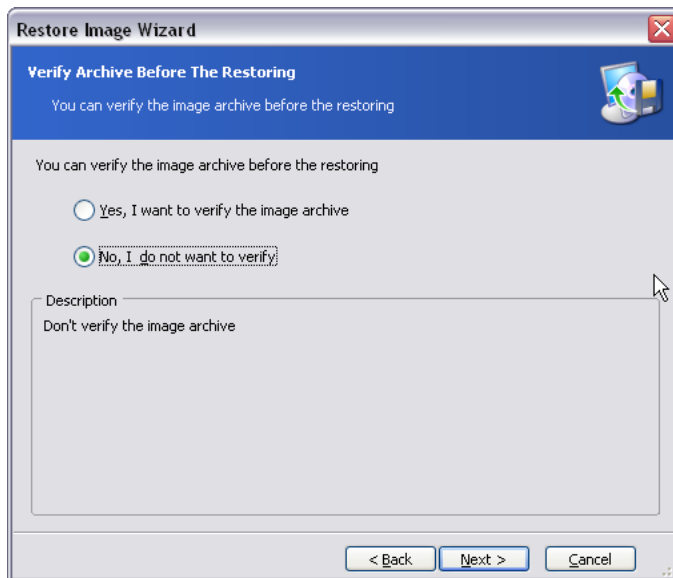 Restore Image Wizard
Verify Archive Before The Restoring
You can verify the image archive before the restoring
You can verify the image archive before the restoring
Yes, I want to verify the image archive
No, I do not want to verify
Description
Don't verify the image archive
< Back Next > Cancel